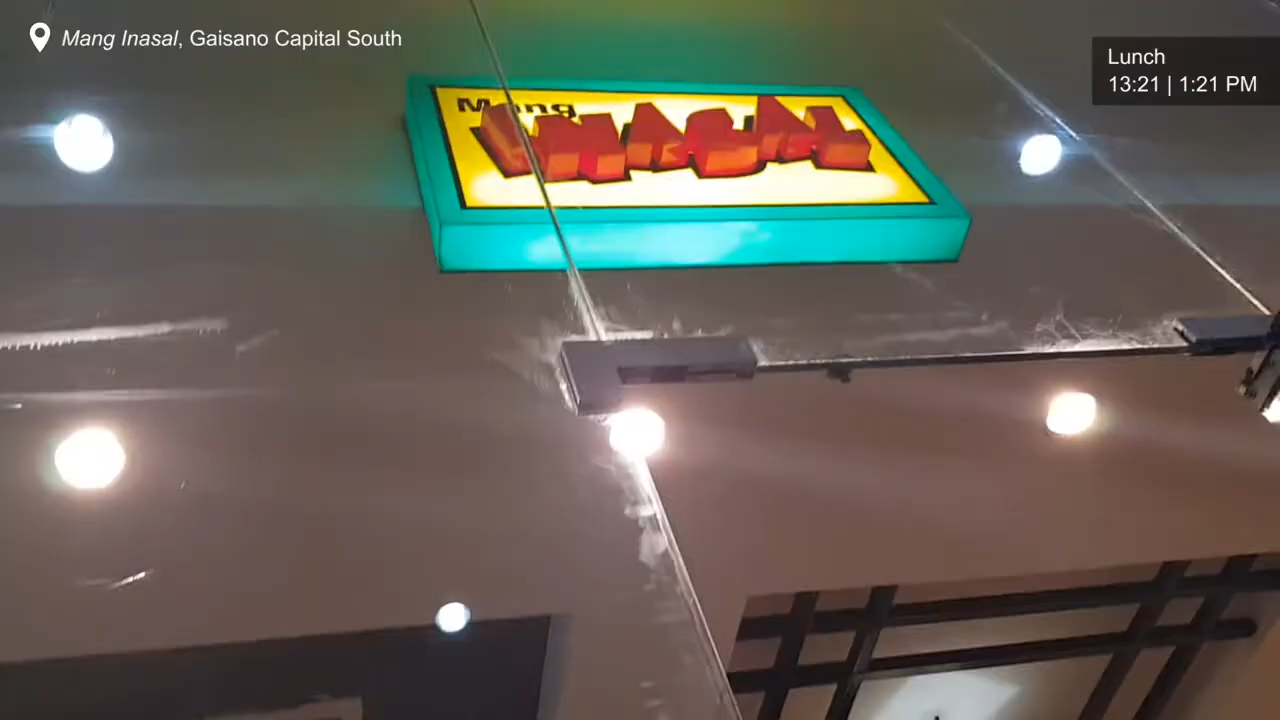 Mang Inasal, Gaisano Capital South
Lunch
13:21 | 1:21 PM
Mang
INASAL